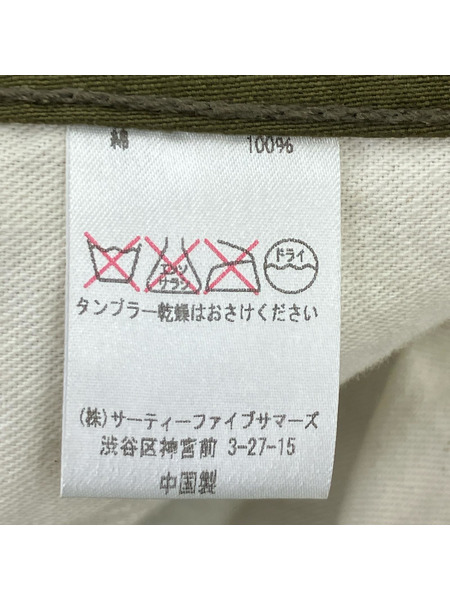 綿 100%
エンソ
サラシ
ドライ
タンブラー乾燥はおさけください
(株)サーティーファイブサマーズ
渋谷区神宮前 3-27-15
中国製